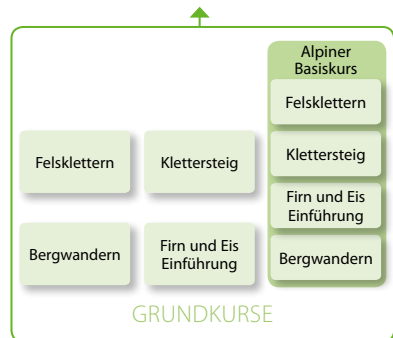 Alpiner
Basiskurs
Felsklettern
Felsklettern
Klettersteig
Klettersteig
Firn und Eis
Einführung
Bergwandern
Firn und Eis
Einführung
Bergwandern
GRUNDKURSE